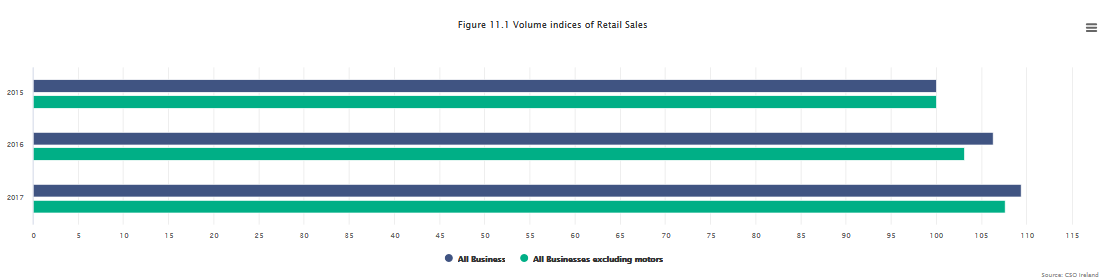 Figure 11.1 Volume indices of Retail Sales
2015
2016
2017
0 5 10 15 20 25 30 35 40 45 50 55 60 65 70 75 80 85 90 95 100 105 110 115
All Business All Businesses excluding motors
Source: CSO Ireland